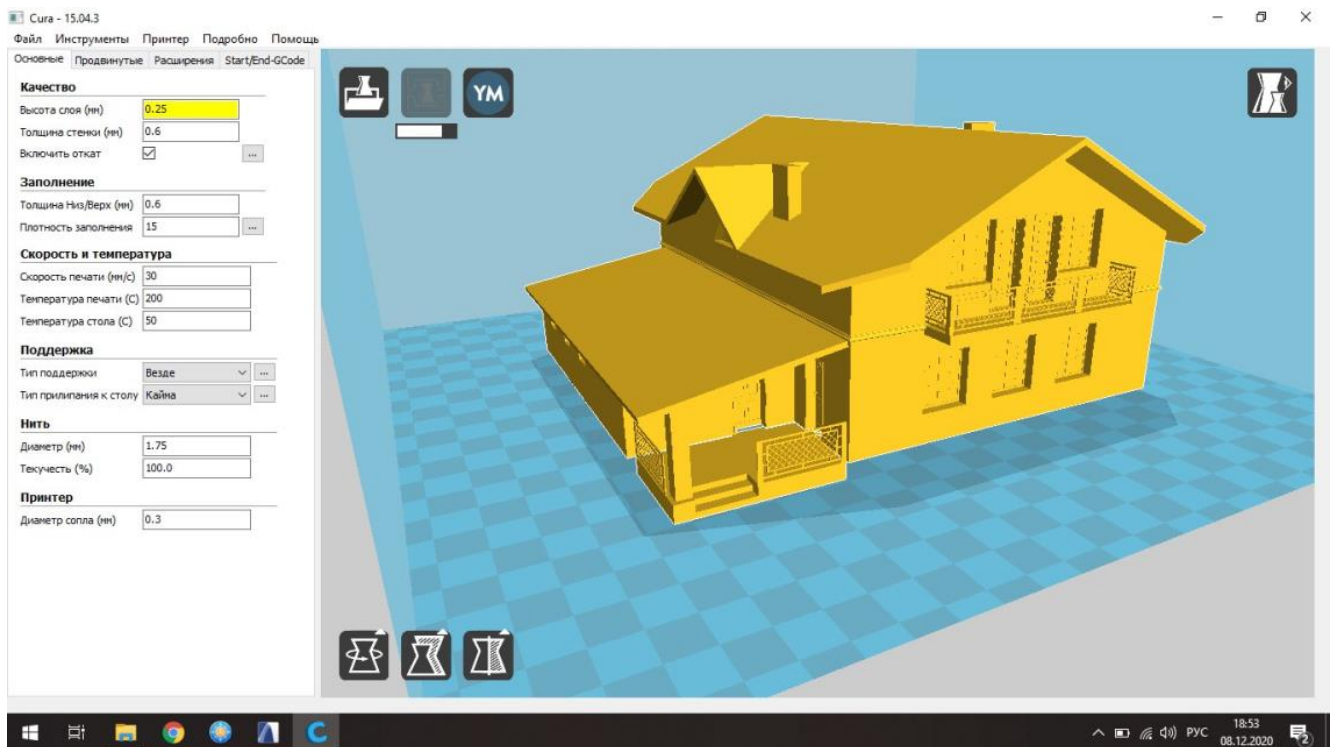 Cura - 15.04.3
Файл Инструменты Принтер Подробно Помощь
Основные Продвинутые Расширения Start/End-GCode
Качество
Высота слоя (мм) 0.25
Толщина стенки (мм) 0.6
Включить откат ...
Заполнение
Толщина Низ/Верх (мм) 0.6
Плотность заполнения 15 ...
Скорость и температура
Скорость печати (мм/с) 30
Температура печати (C) 200
Температура стола (C) 50
Поддержка
Тип поддержки Везде ...
Тип прилипания к столу Кайма ...
Нить
Диаметр (мм) 1.75
Текучесть (%) 100.0
Принтер
Диаметр сопла (мм) 0.3
YM
РУС
18:53
08.12.2020
2